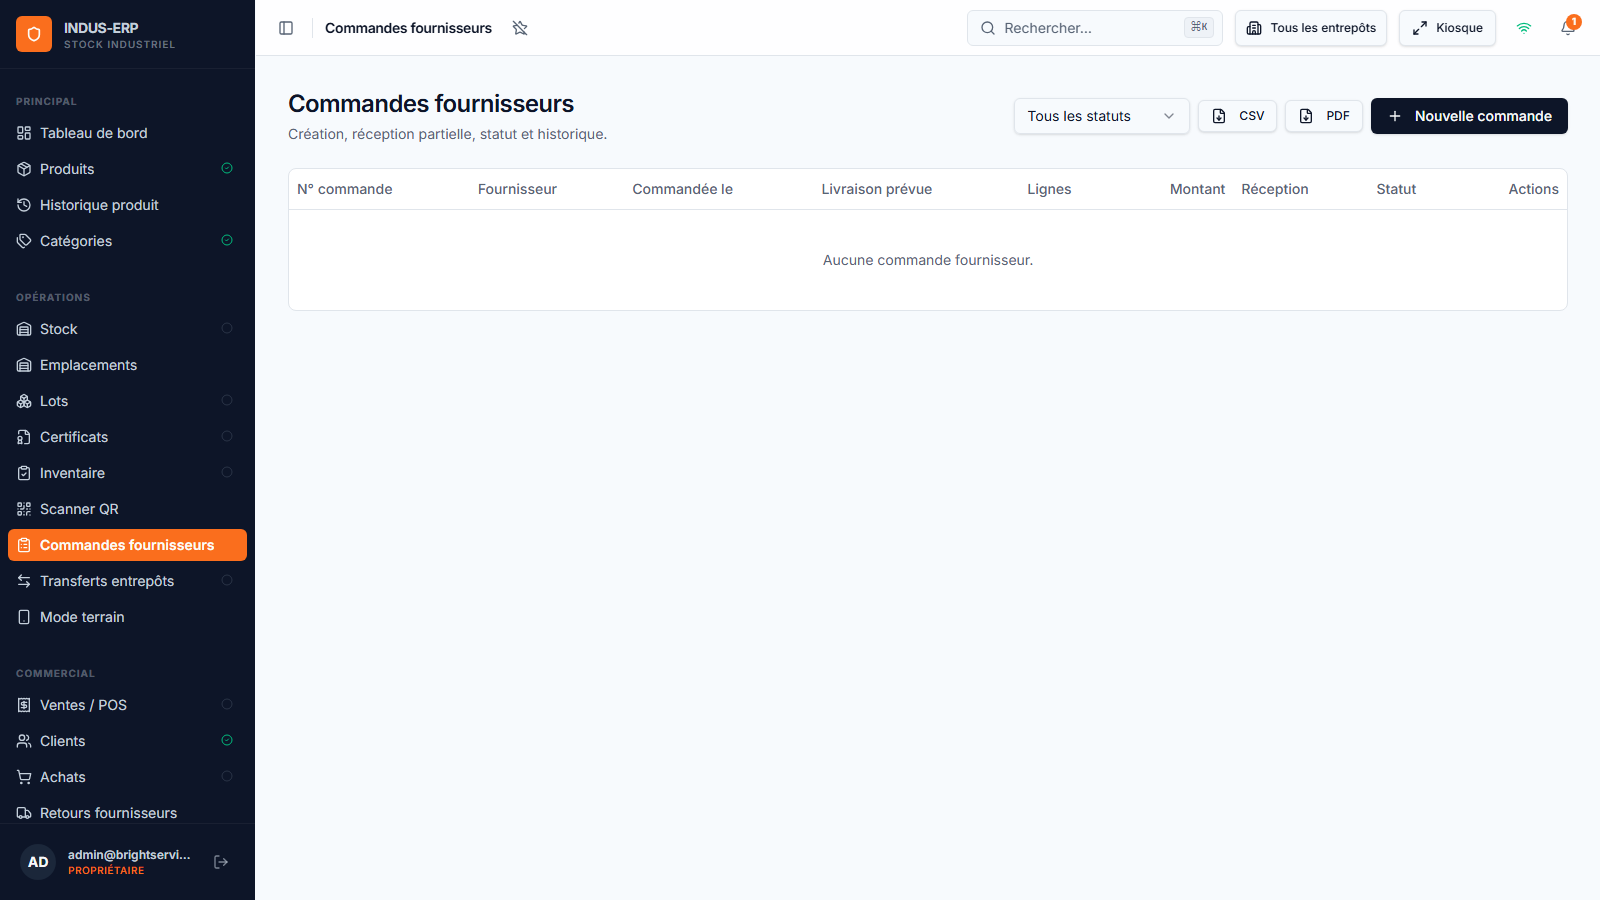 INDUS-ERP
STOCK INDUSTRIEL
PRINCIPAL
Tableau de bord
Produits
Historique produit
Catégories
OPÉRATIONS
Stock
Emplacements
Lots
Certificats
Inventaire
Scanner QR
Commandes fournisseurs
Transferts entrepôts
Mode terrain
COMMERCIAL
Ventes / POS
Clients
Achats
Retours fournisseurs
AD
admin@brightservi...
PROPRIÉTAIRE
Commandes fournisseurs
Rechercher...
⌘K
Tous les entrepôts
Kiosque
1
Commandes fournisseurs
Création, réception partielle, statut et historique.
Tous les statuts
CSV
PDF
Nouvelle commande
N° commande Fournisseur Commandée le Livraison prévue Lignes Montant Réception Statut Actions
Aucune commande fournisseur.